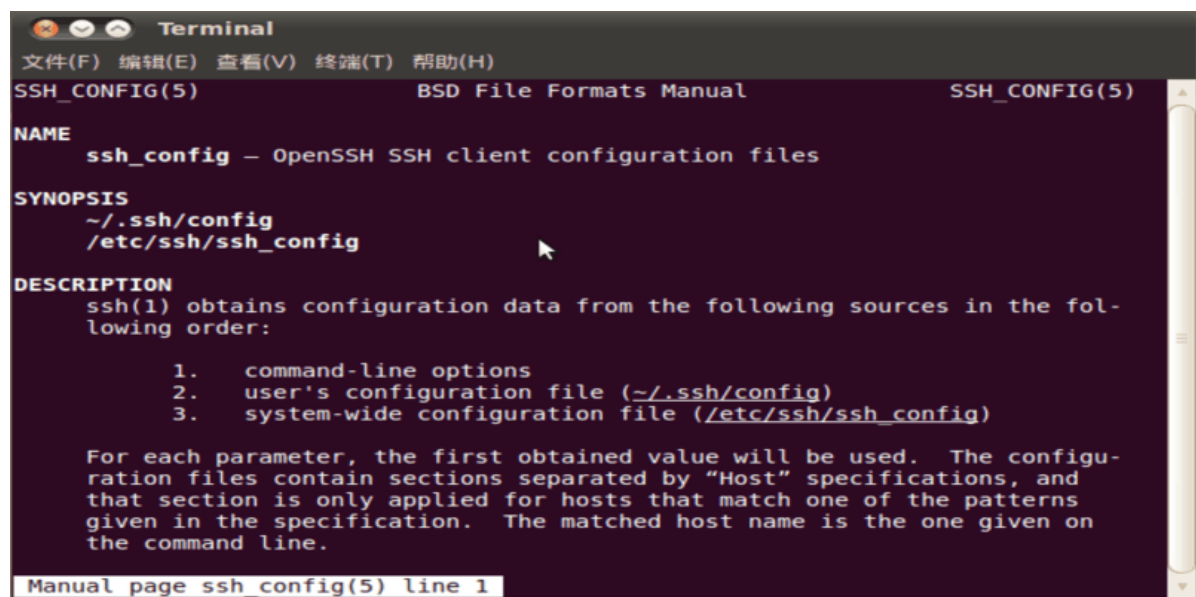 Terminal
文件(F) 编辑(E) 查看(V) 终端(T) 帮助(H)
SSH_CONFIG(5) BSD File Formats Manual SSH_CONFIG(5)
NAME
ssh_config — OpenSSH SSH client configuration files
SYNOPSIS
~/.ssh/config
/etc/ssh/ssh_config
DESCRIPTION
ssh(1) obtains configuration data from the following sources in the fol-
lowing order:
1. command-line options
2. user's configuration file (~/.ssh/config)
3. system-wide configuration file (/etc/ssh/ssh_config)
For each parameter, the first obtained value will be used. The configu-
ration files contain sections separated by “Host” specifications, and
that section is only applied for hosts that match one of the patterns
given in the specification. The matched host name is the one given on
the command line.
Manual page ssh_config(5) line 1